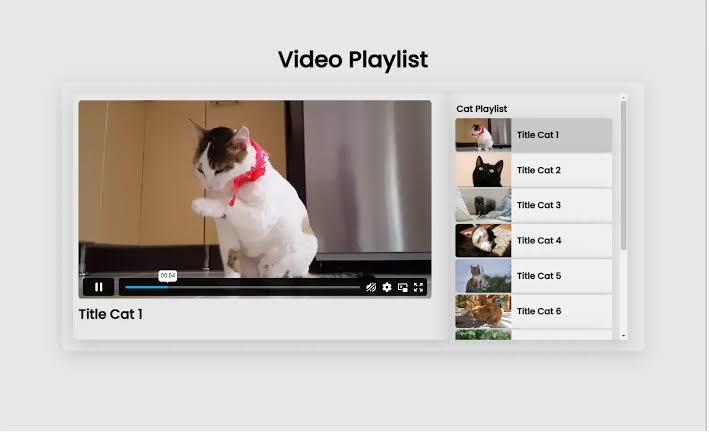 Video Playlist
Cat Playlist
Title Cat 1
Title Cat 2
Title Cat 3
Title Cat 4
Title Cat 5
Title Cat 6
00:04
Title Cat 1